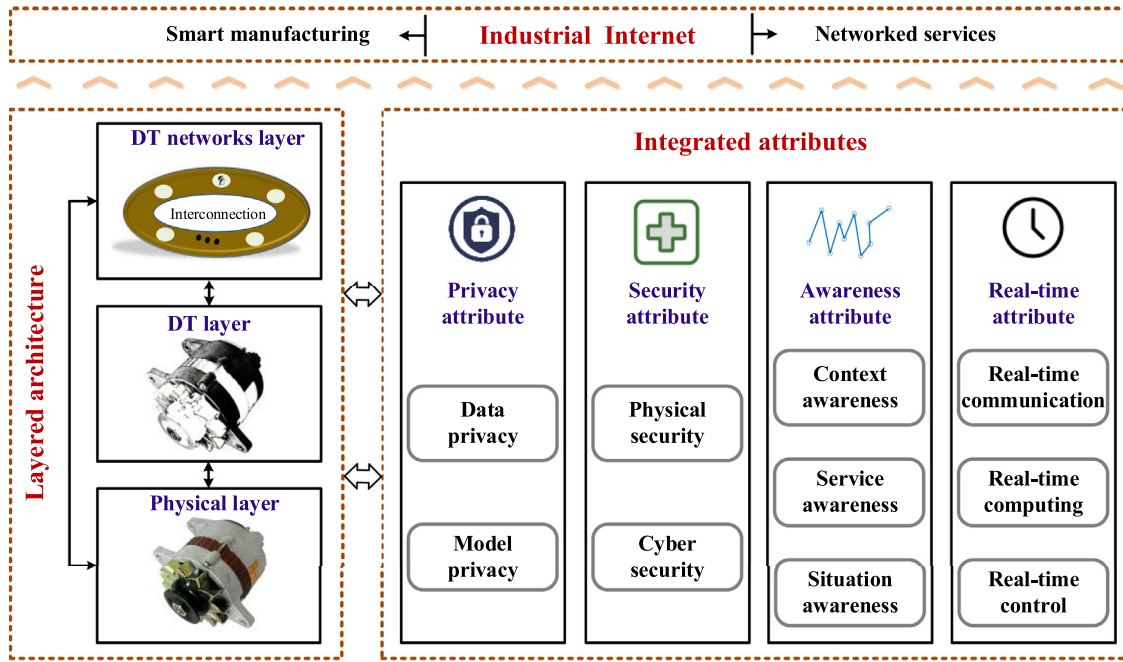 Smart manufacturing
Industrial Internet
Networked services
Layered architecture
DT networks layer
Interconnection
DT layer
Physical layer
Integrated attributes
Privacy
attribute
Data
privacy
Model
privacy
Security
attribute
Physical
security
Cyber
security
Awareness
attribute
Context
awareness
Service
awareness
Situation
awareness
Real-time
attribute
Real-time
communication
Real-time
computing
Real-time
control